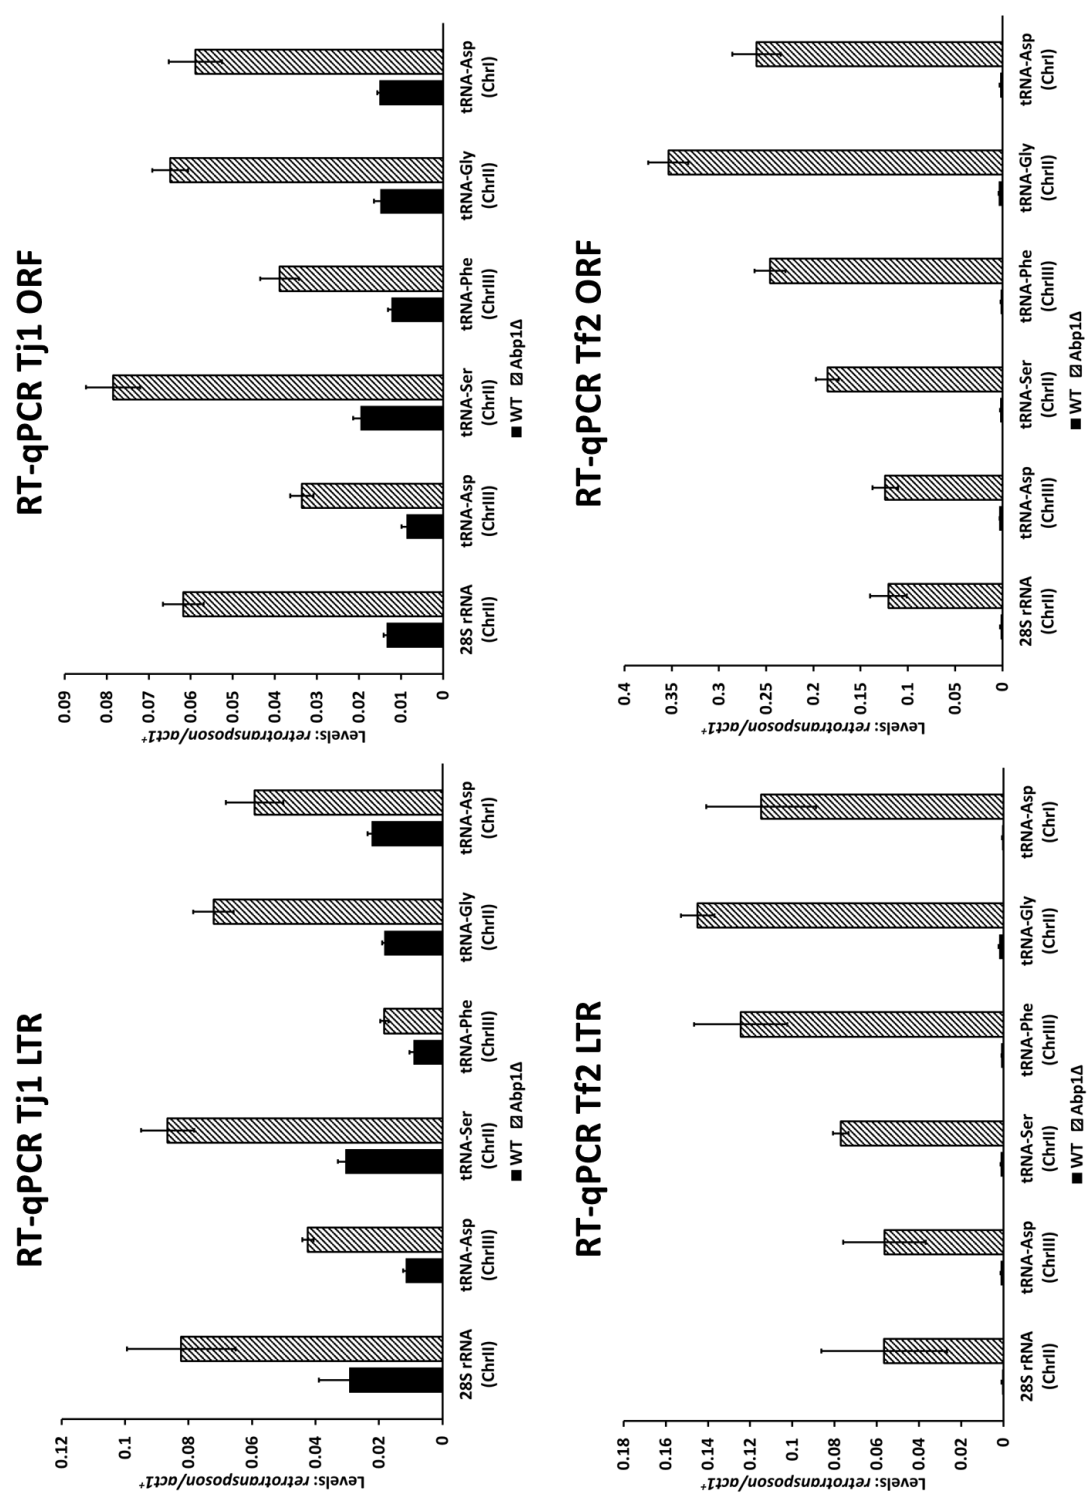 RT-qPCR Tj1 LTR
Levels: retrotransposon/act1+
0.12
0.1
0.08
0.06
0.04
0.02
0
28S rRNA (ChrII)
tRNA-Asp (ChrIII)
tRNA-Ser (ChrII)
tRNA-Phe (ChrIII)
tRNA-Gly (ChrII)
tRNA-Asp (ChrI)
WT Abp1Δ
RT-qPCR Tj1 ORF
Levels: retrotransposon/act1+
0.09
0.08
0.07
0.06
0.05
0.04
0.03
0.02
0.01
0
28S rRNA (ChrII)
tRNA-Asp (ChrIII)
tRNA-Ser (ChrII)
tRNA-Phe (ChrIII)
tRNA-Gly (ChrII)
tRNA-Asp (ChrI)
WT Abp1Δ
RT-qPCR Tf2 LTR
Levels: retrotransposon/act1+
0.18
0.16
0.14
0.12
0.1
0.08
0.06
0.04
0.02
0
28S rRNA (ChrII)
tRNA-Asp (ChrIII)
tRNA-Ser (ChrII)
tRNA-Phe (ChrIII)
tRNA-Gly (ChrII)
tRNA-Asp (ChrI)
WT Abp1Δ
RT-qPCR Tf2 ORF
Levels: retrotransposon/act1+
0.4
0.35
0.3
0.25
0.2
0.15
0.1
0.05
0
28S rRNA (ChrII)
tRNA-Asp (ChrIII)
tRNA-Ser (ChrII)
tRNA-Phe (ChrIII)
tRNA-Gly (ChrII)
tRNA-Asp (ChrI)
WT Abp1Δ